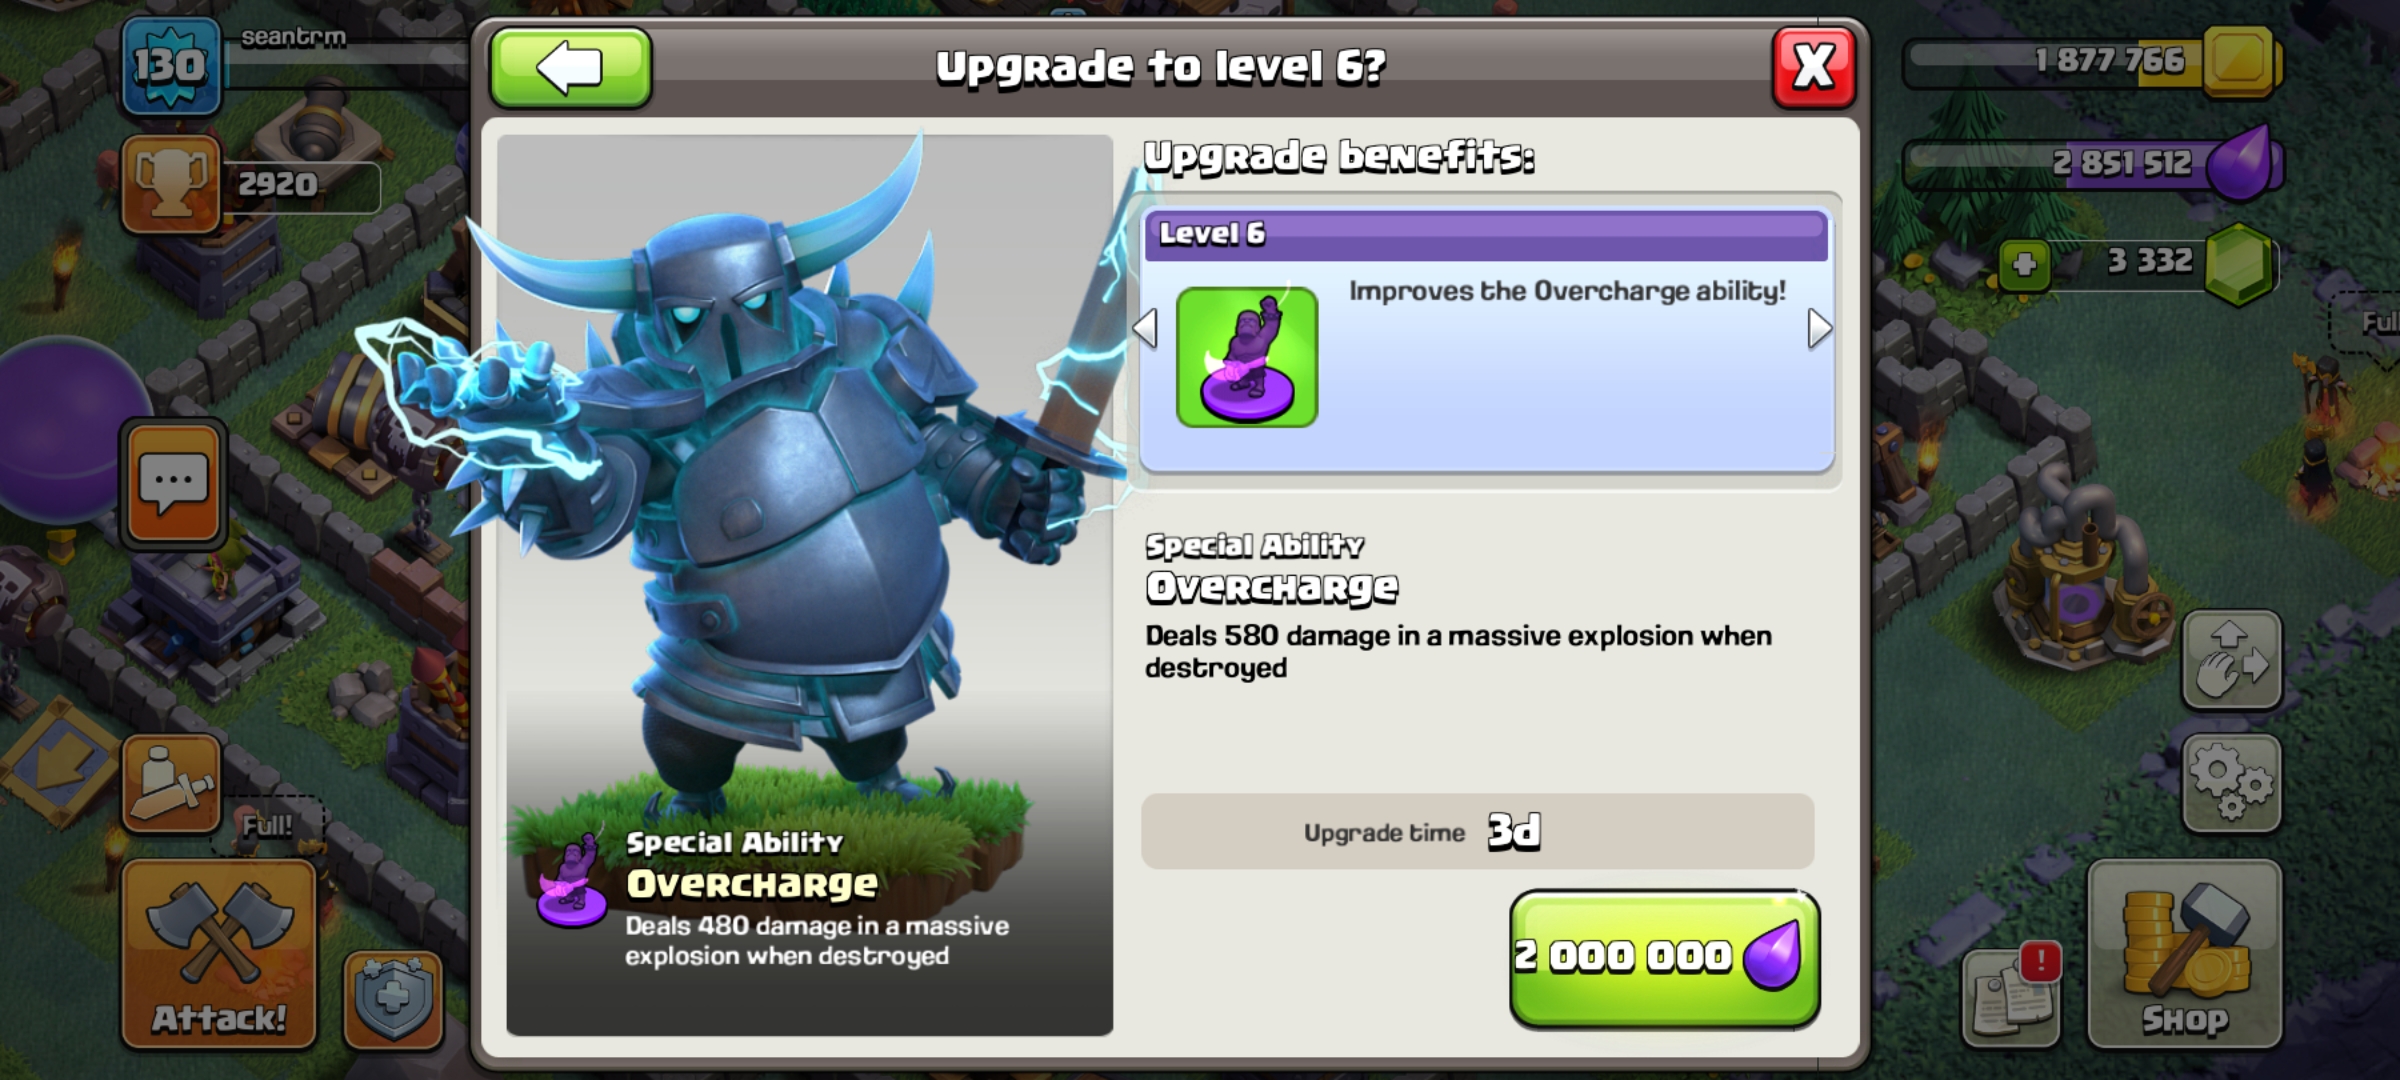 130
seantrm
2920
Upgrade to level 6?
X
1 877 766
2 851 512
3 332
Upgrade benefits:
Level 6
Improves the Overcharge ability!
Special Ability
Overcharge
Deals 580 damage in a massive explosion when
destroyed
Upgrade time 3d
2 000 000
Special Ability
Overcharge
Deals 480 damage in a massive
explosion when destroyed
Full!
Attack!
!
Shop